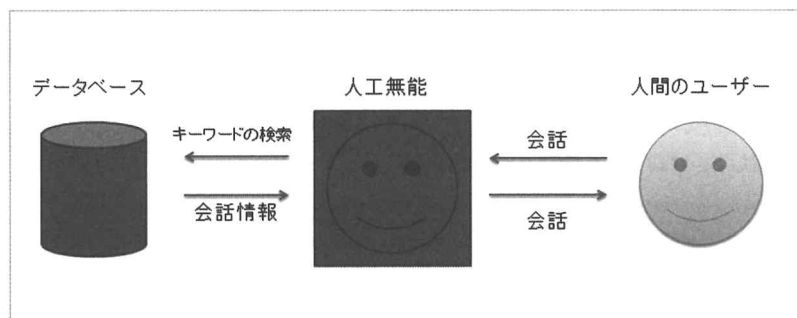 データベース
人工無能
人間のユーザー
キーワードの検索
会話
会話情報
会話